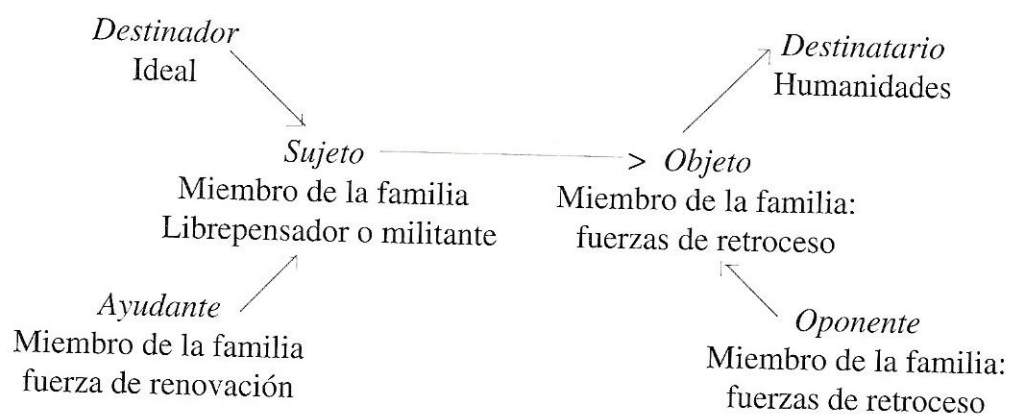 Destinador
Ideal
Destinatario
Humanidades
Sujeto
Miembro de la familia
Librepensador o militante
> Objeto
Miembro de la familia:
fuerzas de retroceso
Ayudante
Miembro de la familia
fuerza de renovación
Oponente
Miembro de la familia:
fuerzas de retroceso